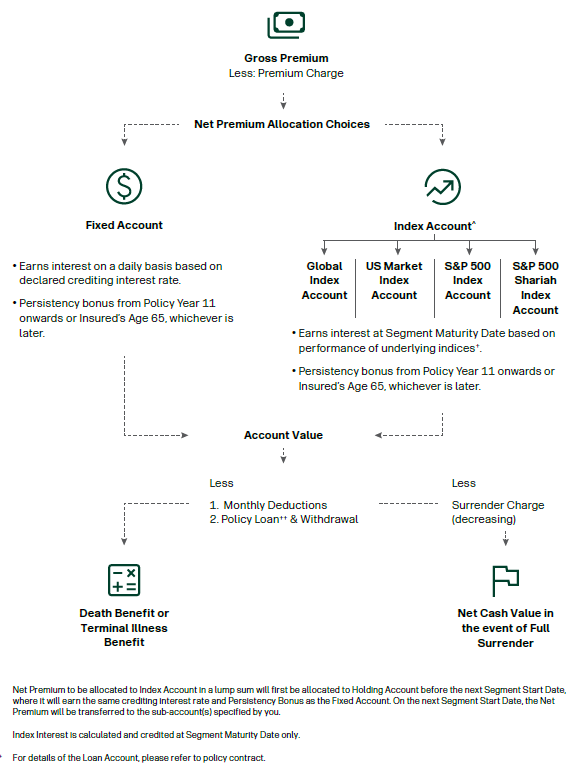 Gross Premium
Less: Premium Charge
Net Premium Allocation Choices
Fixed Account
• Earns interest on a daily basis based on
declared crediting interest rate.
• Persistency bonus from Policy Year 11
onwards or Insured's Age 65, whichever is
later.
Index Account^
Global
Index
Account
US Market
Index
Account
S&P 500
Index
Account
S&P 500
Shariah
Index
Account
• Earns interest at Segment Maturity Date based on
performance of underlying indices⁺.
• Persistency bonus from Policy Year 11 onwards or
Insured's Age 65, whichever is later.
Account Value
Less
1. Monthly Deductions
2. Policy Loan⁺⁺ & Withdrawal
Less
Surrender Charge
(decreasing)
Death Benefit or
Terminal Illness
Benefit
Net Cash Value in
the event of Full
Surrender
Net Premium to be allocated to Index Account in a lump sum will first be allocated to Holding Account before the next Segment Start Date,
where it will earn the same crediting interest rate and Persistency Bonus as the Fixed Account. On the next Segment Start Date, the Net
Premium will be transferred to the sub-account(s) specified by you.
Index Interest is calculated and credited at Segment Maturity Date only.
For details of the Loan Account, please refer to policy contract.